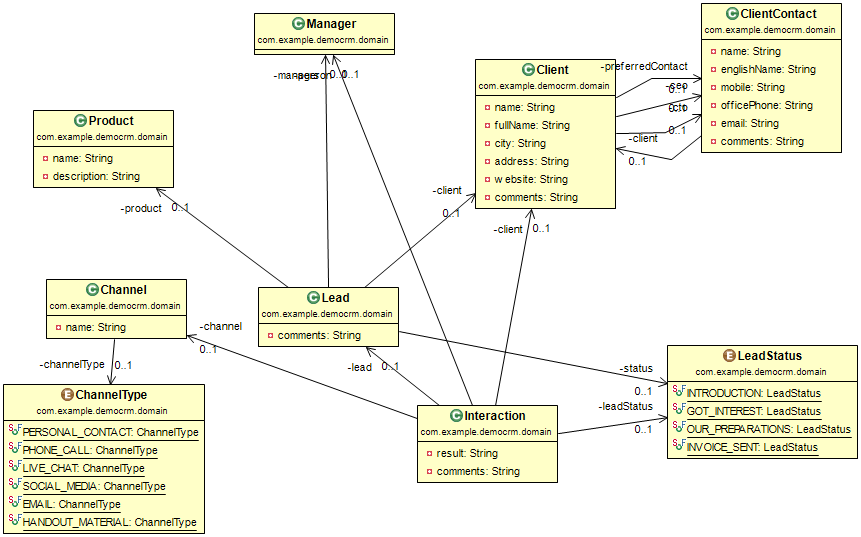 Manager
com.example.democrm.domain
ClientContact
com.example.democrm.domain
name: String
englishName: String
mobile: String
officePhone: String
email: String
comments: String
Client
com.example.democrm.domain
name: String
fullName: String
city: String
address: String
website: String
comments: String
-preferredContact
-ceo
0..1
-cto
0..1
-client
0..1
-manager
-person
0..1
Product
com.example.democrm.domain
name: String
description: String
-product
0..1
-client
0..1
-client
0..1
Channel
com.example.democrm.domain
name: String
Lead
com.example.democrm.domain
comments: String
-channel
0..1
-channelType
0..1
-lead
0..1
-status
0..1
-leadStatus
0..1
LeadStatus
com.example.democrm.domain
INTRODUCTION: LeadStatus
GOT_INTEREST: LeadStatus
OUR_PREPARATIONS: LeadStatus
INVOICE_SENT: LeadStatus
ChannelType
com.example.democrm.domain
PERSONAL_CONTACT: ChannelType
PHONE_CALL: ChannelType
LIVE_CHAT: ChannelType
SOCIAL_MEDIA: ChannelType
EMAIL: ChannelType
HANDOUT_MATERIAL: ChannelType
Interaction
com.example.democrm.domain
result: String
comments: String